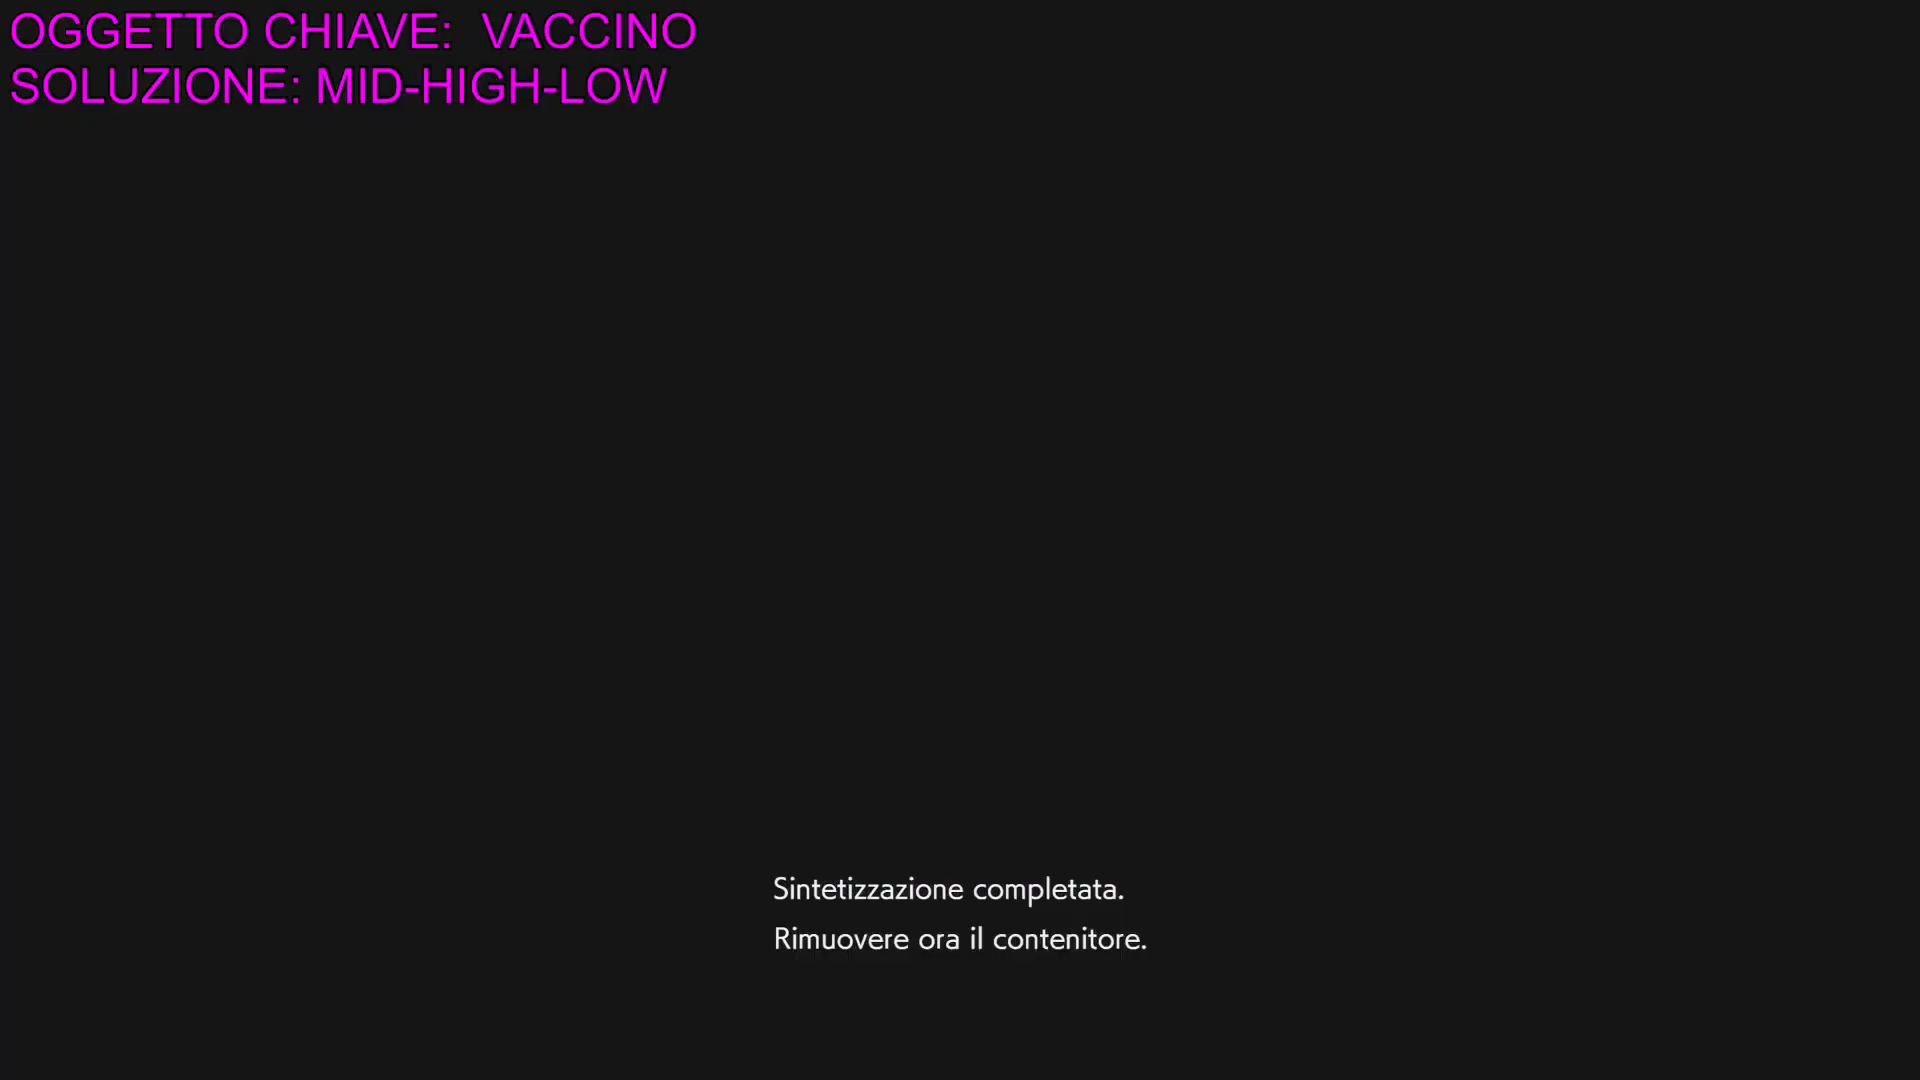 OGGETTO CHIAVE: VACCINO
SOLUZIONE: MID-HIGH-LOW
Sintetizzazione completata.
Rimuovere ora il contenitore.